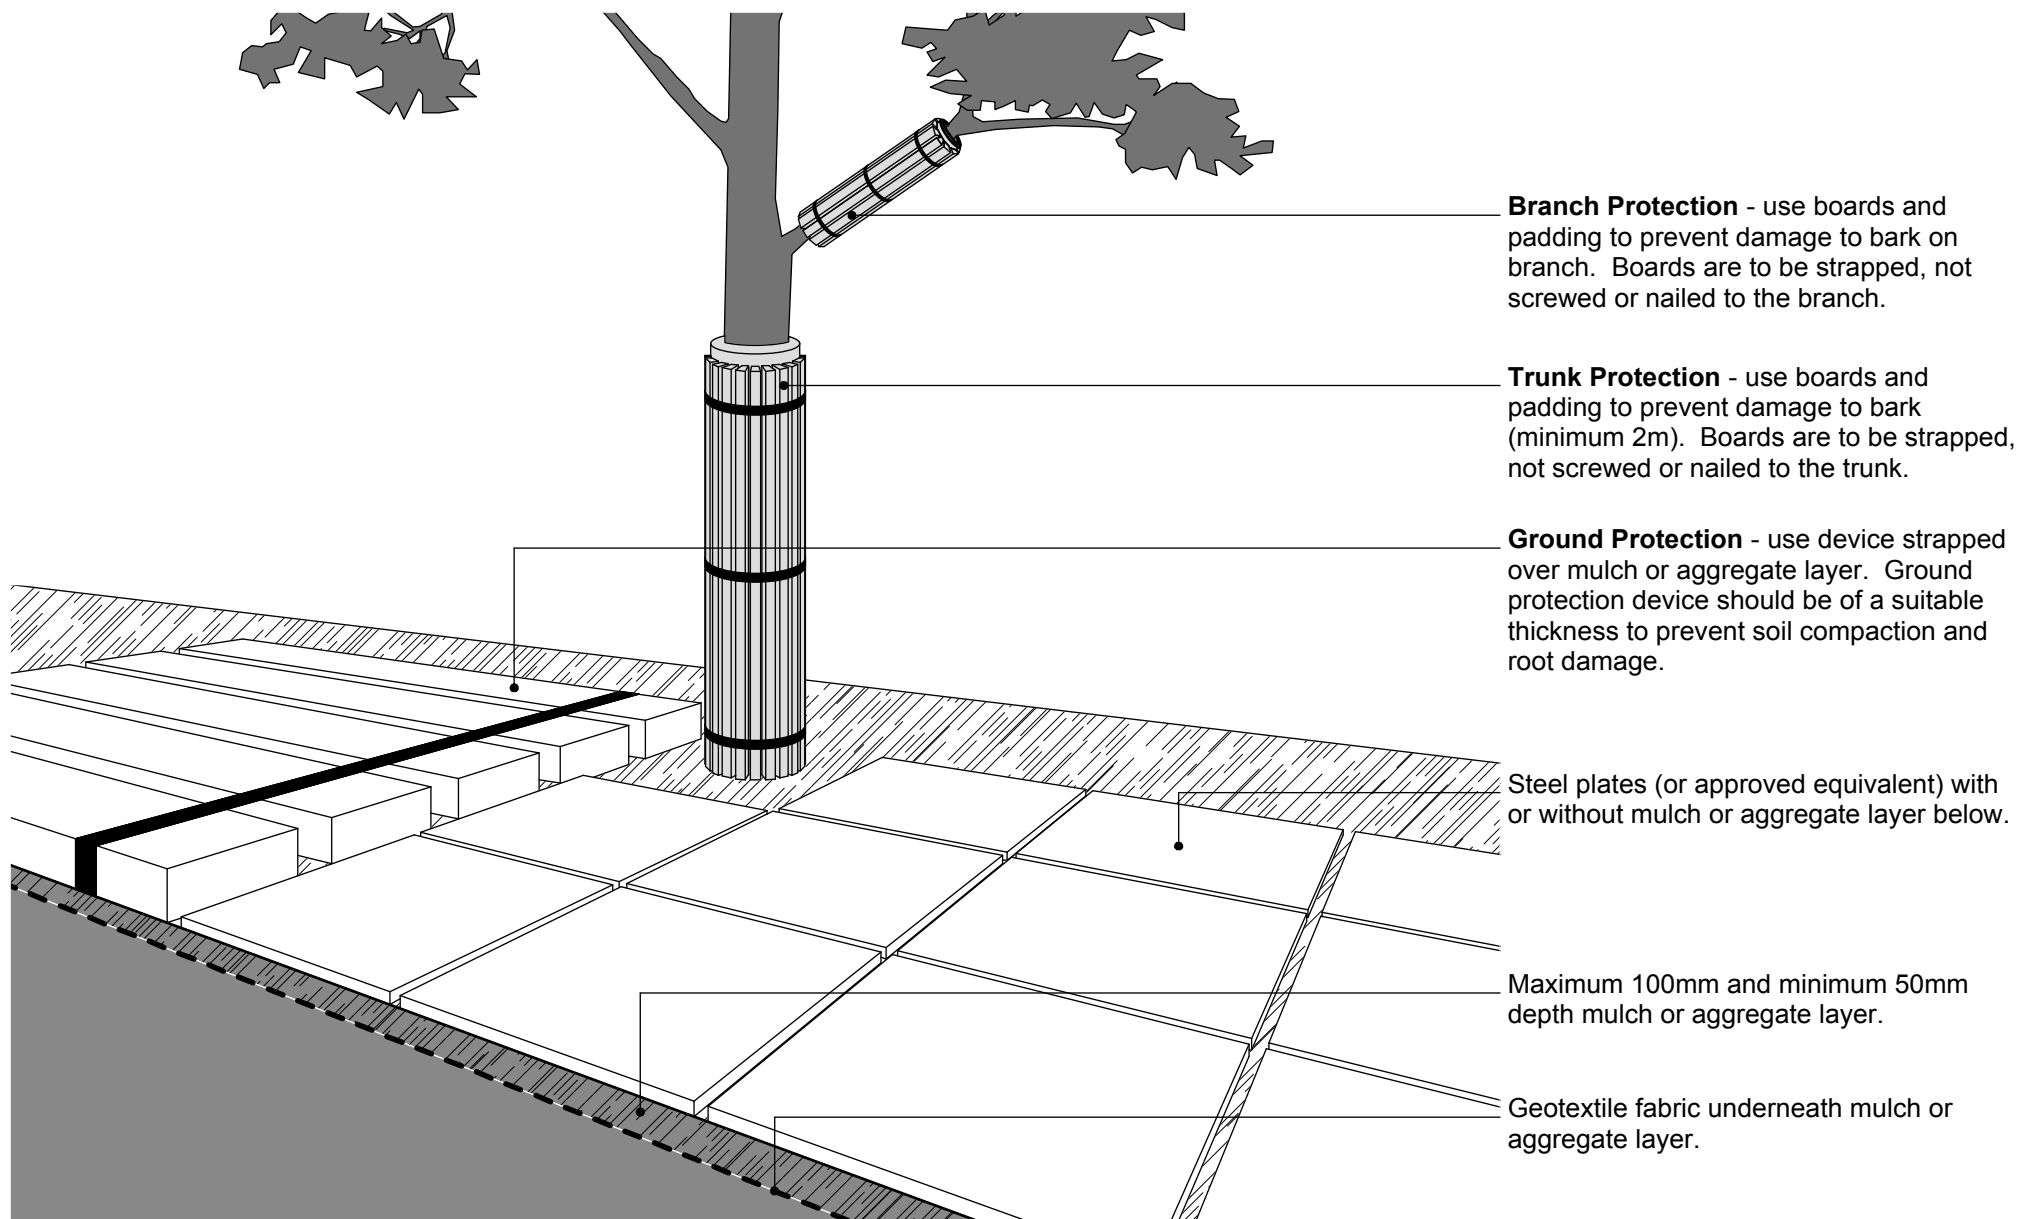 Branch Protection - use boards and
padding to prevent damage to bark on
branch. Boards are to be strapped, not
screwed or nailed to the branch.
Trunk Protection - use boards and
padding to prevent damage to bark
(minimum 2m). Boards are to be strapped,
not screwed or nailed to the trunk.
Ground Protection - use device strapped
over mulch or aggregate layer. Ground
protection device should be of a suitable
thickness to prevent soil compaction and
root damage.
Steel plates (or approved equivalent) with
or without mulch or aggregate layer below.
Maximum 100mm and minimum 50mm
depth mulch or aggregate layer.
Geotextile fabric underneath mulch or
aggregate layer.